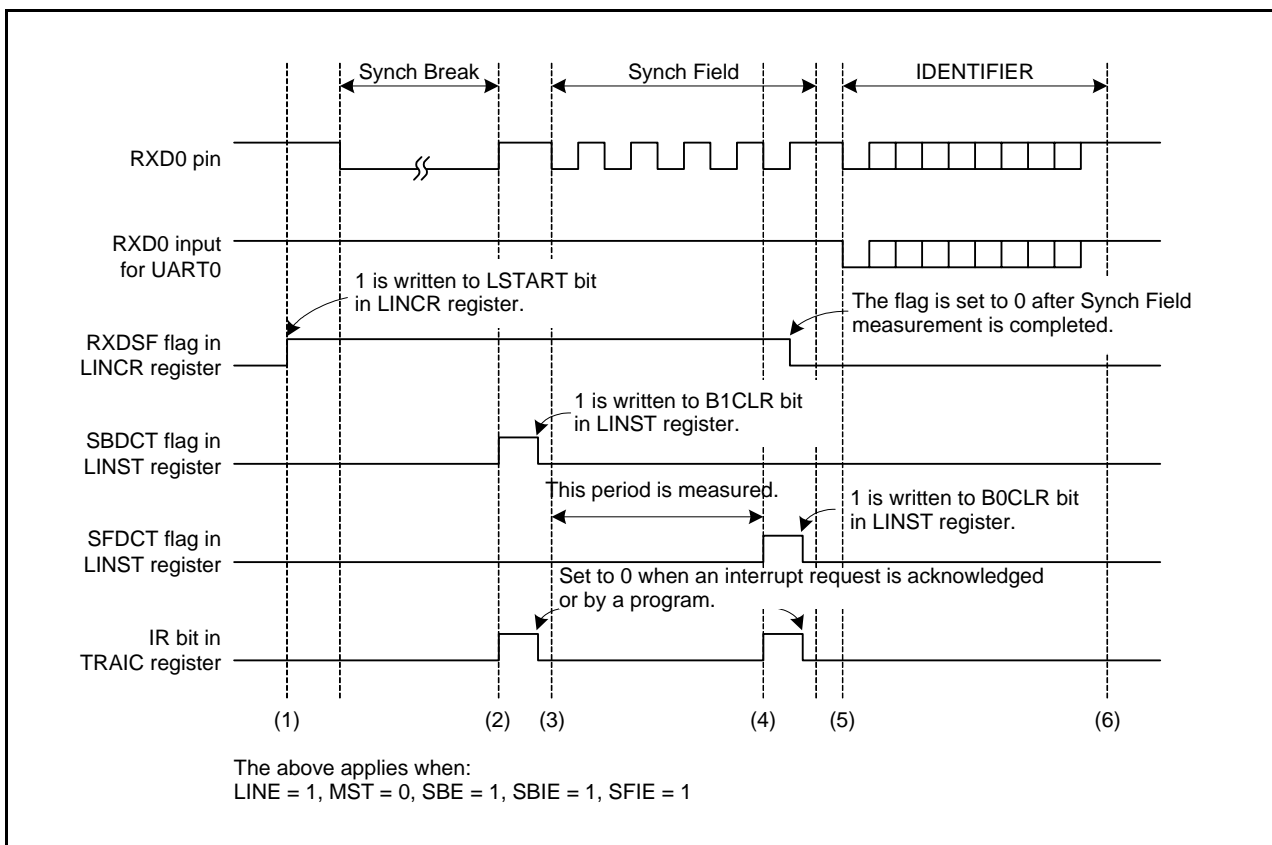 Synch Break
Synch Field
IDENTIFIER
RXD0 pin
RXD0 input
for UART0
1 is written to LSTART bit
in LINCR register.
The flag is set to 0 after Synch Field
measurement is completed.
RXDSF flag in
LINCR register
1 is written to B1CLR bit
in LINST register.
SBDCT flag in
LINST register
This period is measured.
1 is written to B0CLR bit
in LINST register.
SFDCT flag in
LINST register
Set to 0 when an interrupt request is acknowledged
or by a program.
IR bit in
TRAIC register
(1)
(2)
(3)
(4)
(5)
(6)
The above applies when:
LINE = 1, MST = 0, SBE = 1, SBIE = 1, SFIE = 1